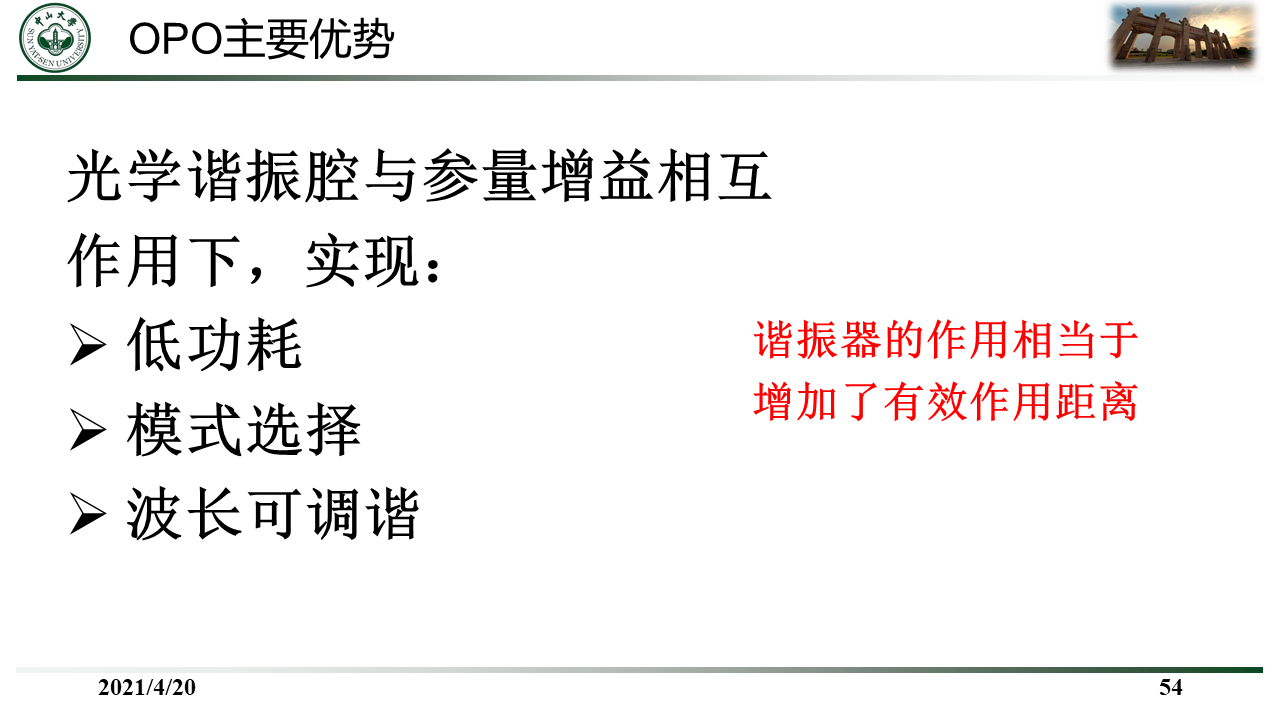 中山大学
SUN YAT-SEN UNIVERSITY
OPO主要优势
光学谐振腔与参量增益相互
作用下，实现：
➢ 低功耗
➢ 模式选择
➢ 波长可调谐
谐振器的作用相当于
增加了有效作用距离
2021/4/20
54